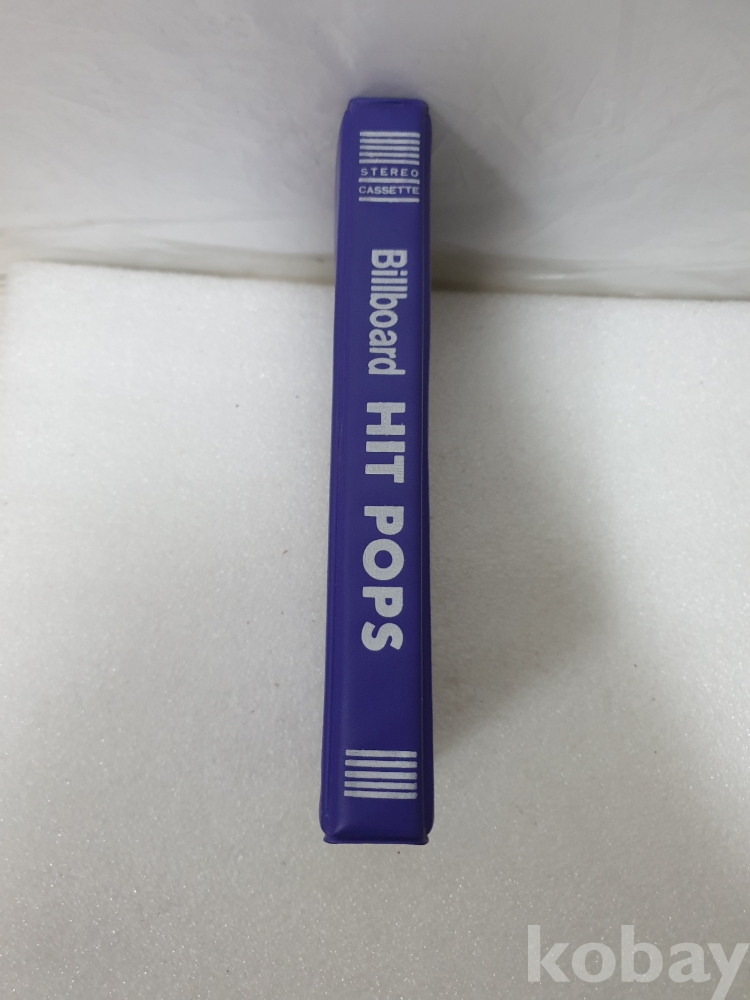 STEREO
CASSETTE
Billboard HIT POPS
kobay